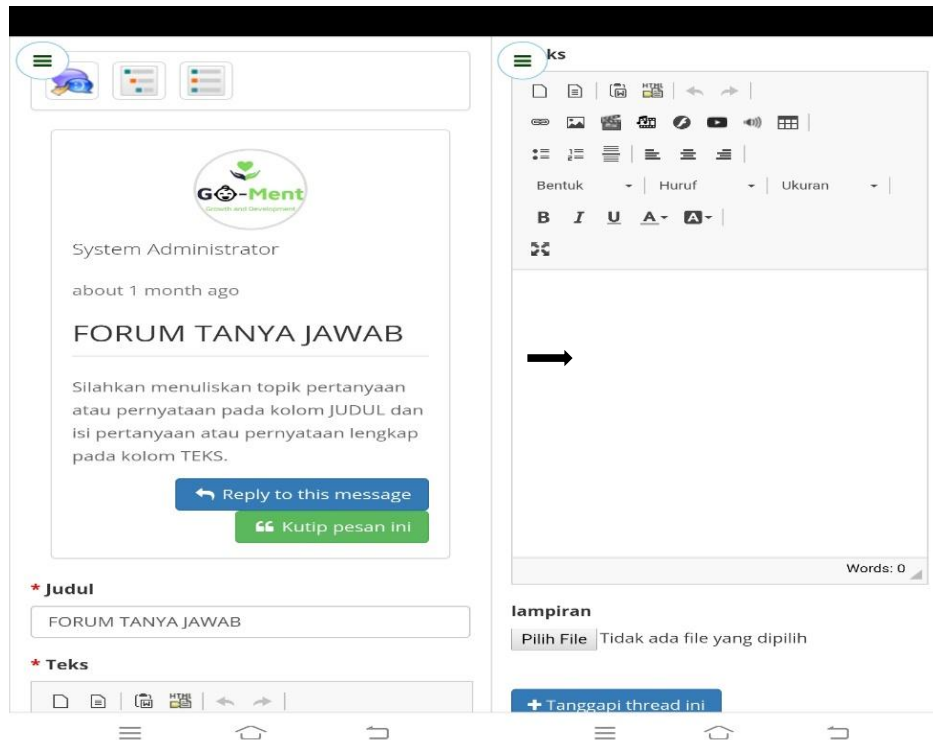 GO-Ment
Growth and Development
System Administrator
about 1 month ago
FORUM TANYA JAWAB
Silahkan menuliskan topik pertanyaan
atau pernyataan pada kolom JUDUL dan
isi pertanyaan atau pernyataan lengkap
pada kolom TEKS.
Reply to this message
Kutip pesan ini
* Judul
FORUM TANYA JAWAB
* Teks
HTML
ks
HTML
Bentuk Huruf Ukuran
B I U A A
Words: 0
lampiran
Pilih File Tidak ada file yang dipilih
+ Tanggapi thread ini